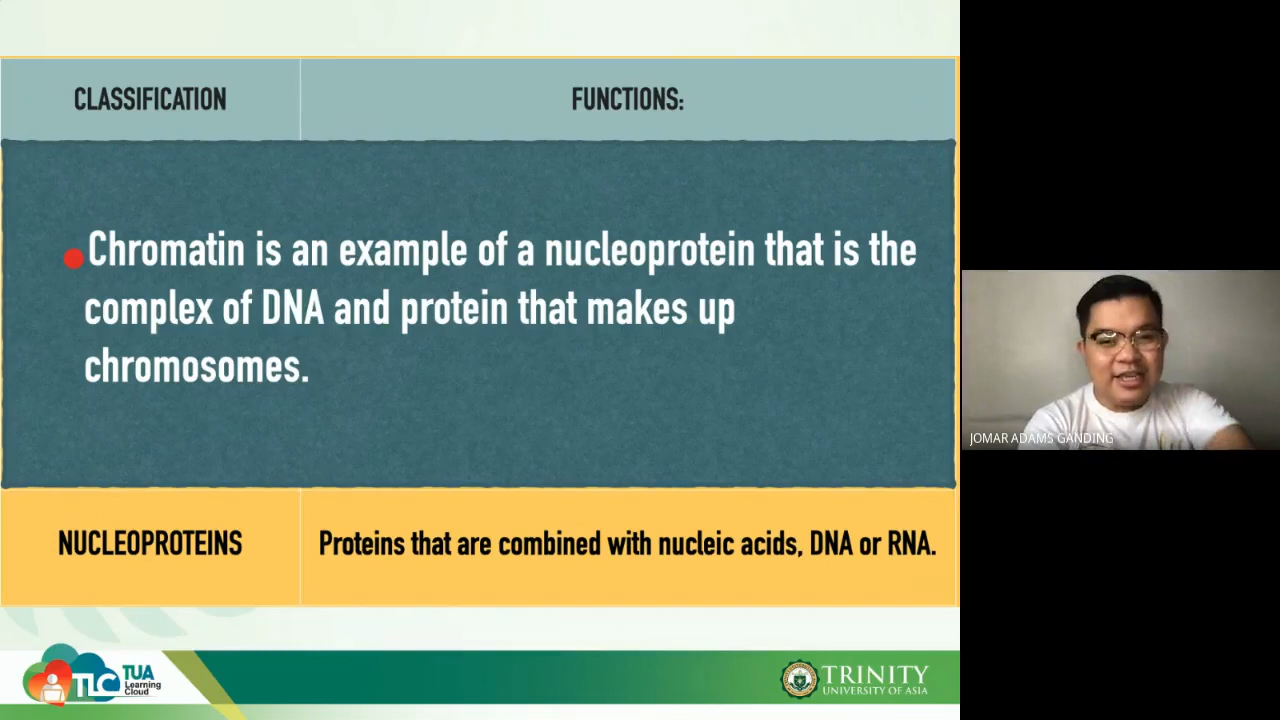 CLASSIFICATION
FUNCTIONS:
Chromatin is an example of a nucleoprotein that is the
complex of DNA and protein that makes up
chromosomes.
NUCLEOPROTEINS
Proteins that are combined with nucleic acids, DNA or RNA.
JOMAR ADAMS GANDING
TLC
TUA
Learning
Cloud
TRINITY
UNIVERSITY OF ASIA